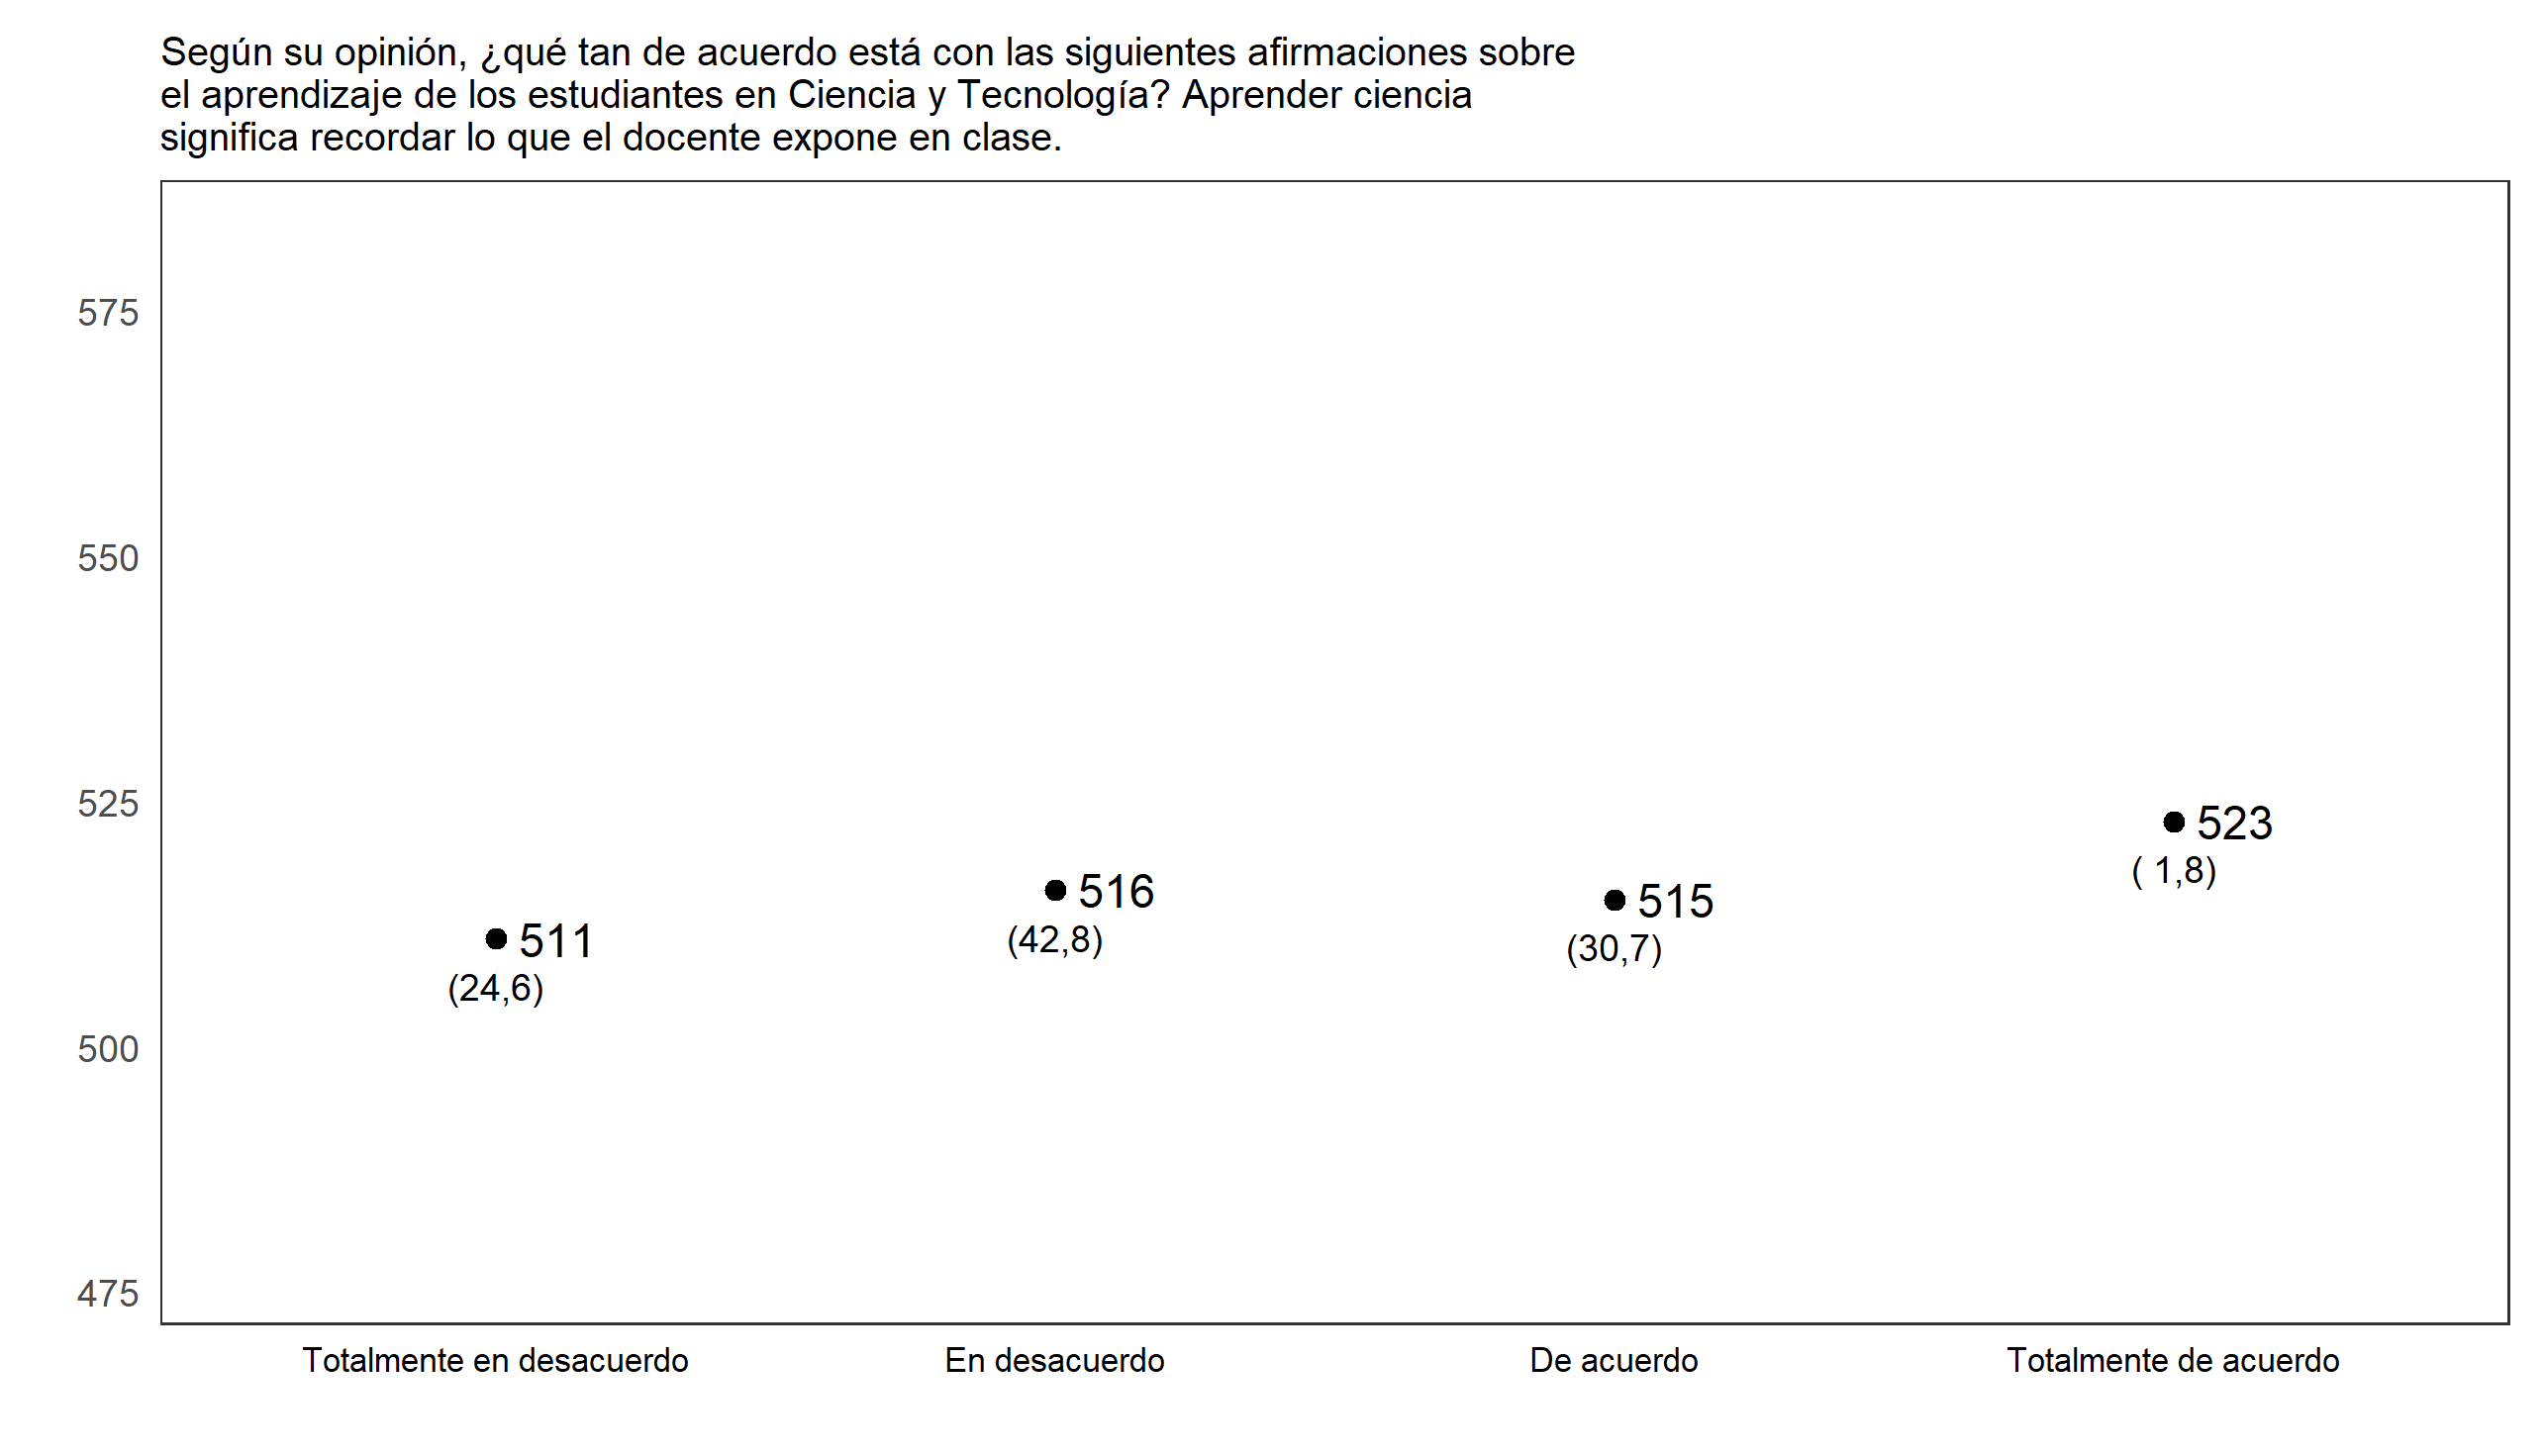 Según su opinión, ¿qué tan de acuerdo está con las siguientes afirmaciones sobre
el aprendizaje de los estudiantes en Ciencia y Tecnología? Aprender ciencia
significa recordar lo que el docente expone en clase.
575
550
525
500
475
511
(24,6)
516
(42,8)
515
(30,7)
523
( 1,8)
Totalmente en desacuerdo
En desacuerdo
De acuerdo
Totalmente de acuerdo